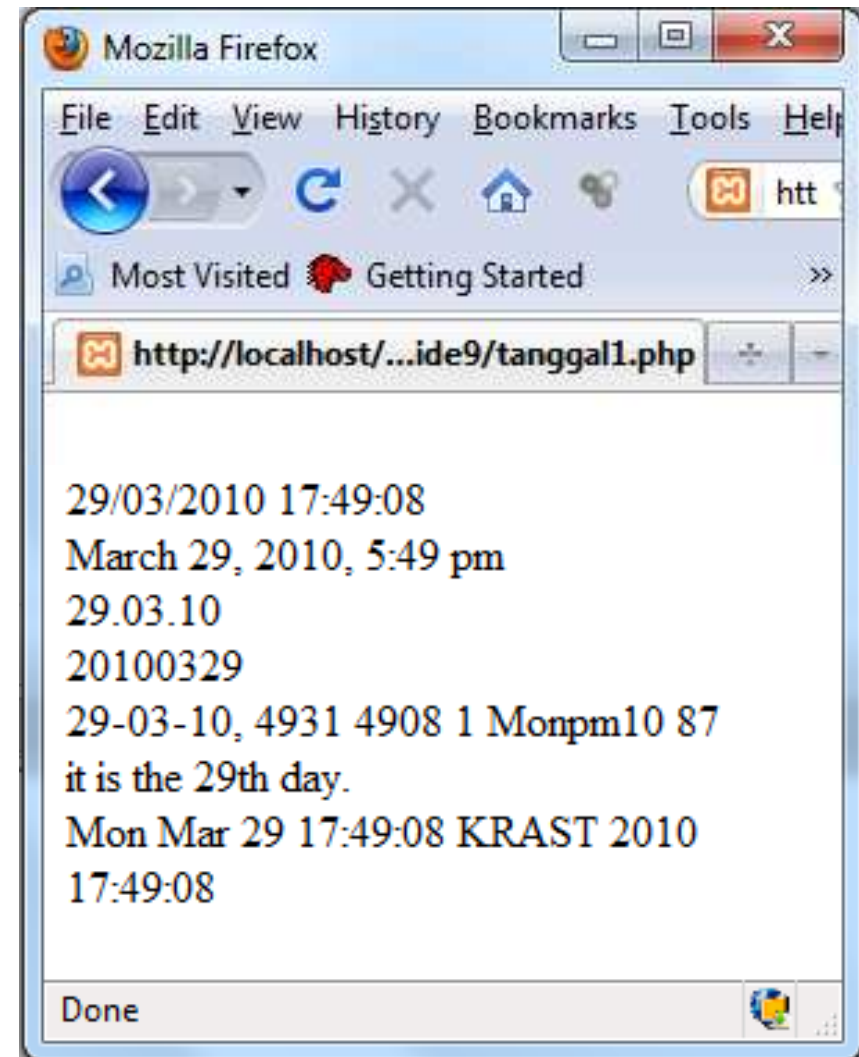 Mozilla Firefox
File Edit View History Bookmarks Tools Help
htt
Most Visited Getting Started »
http://localhost/...ide9/tanggal1.php
29/03/2010 17:49:08
March 29, 2010, 5:49 pm
29.03.10
20100329
29-03-10, 4931 4908 1 Monpm10 87
it is the 29th day.
Mon Mar 29 17:49:08 KRAST 2010
17:49:08
Done